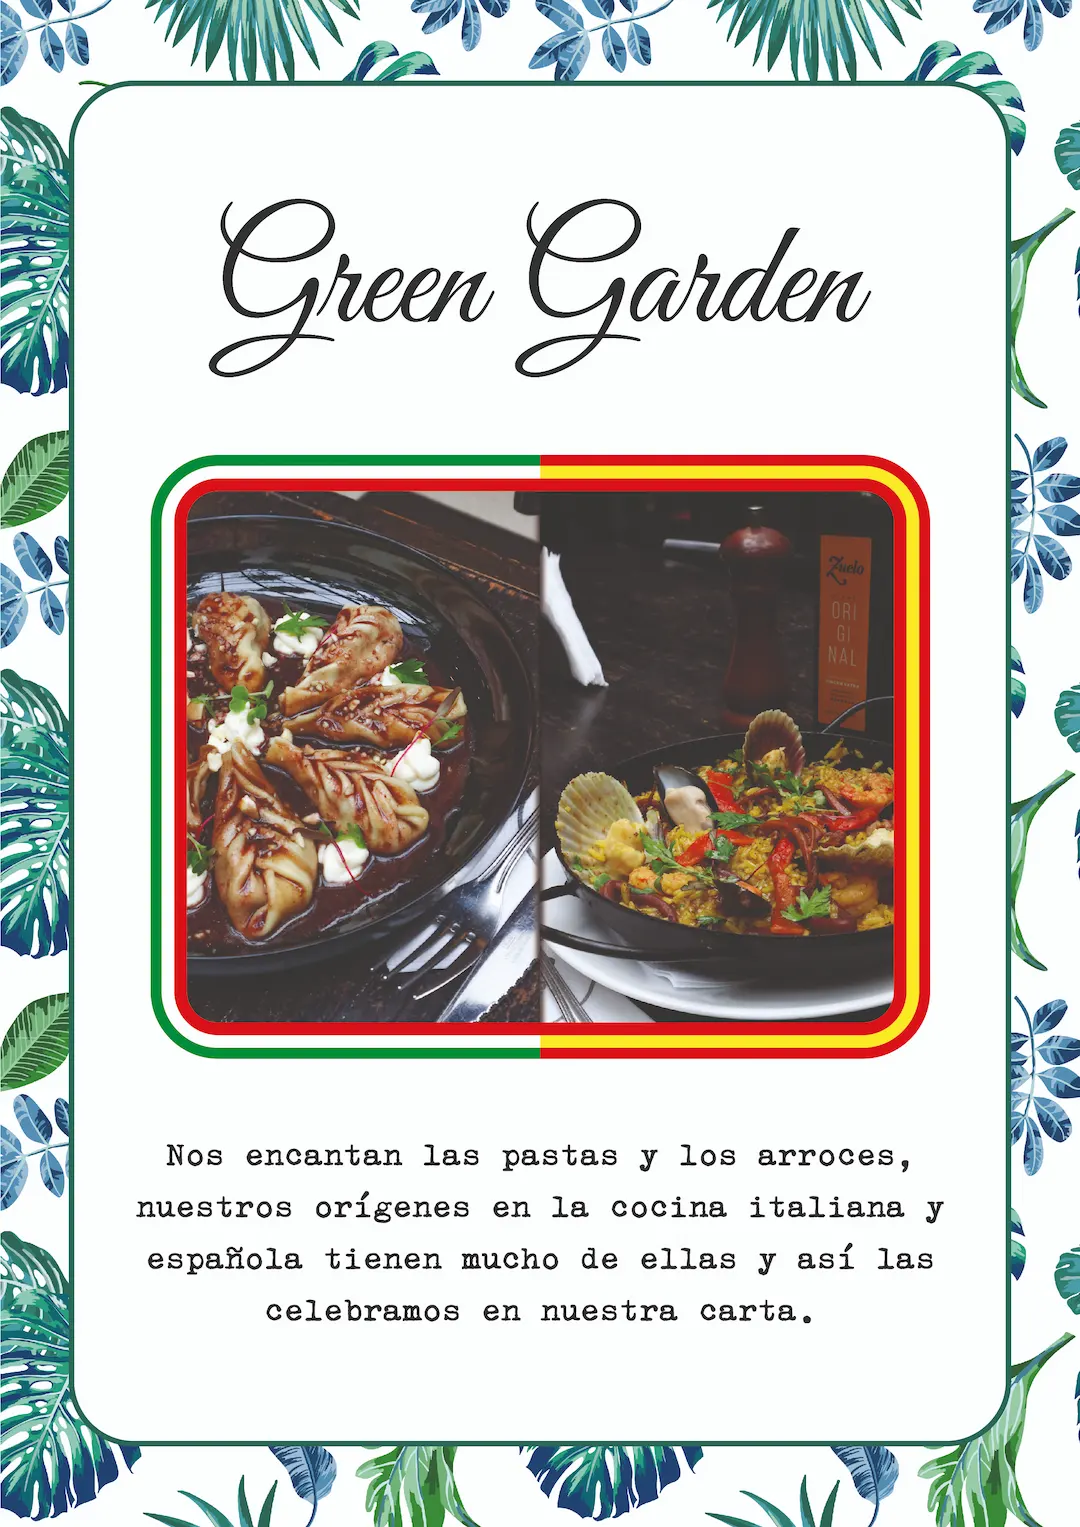 Green Garden
Zuelo
ORI
GI
NAL
Nos encantan las pastas y los arroces,
nuestros orígenes en la cocina italiana y
española tienen mucho de ellas y así las
celebramos en nuestra carta.